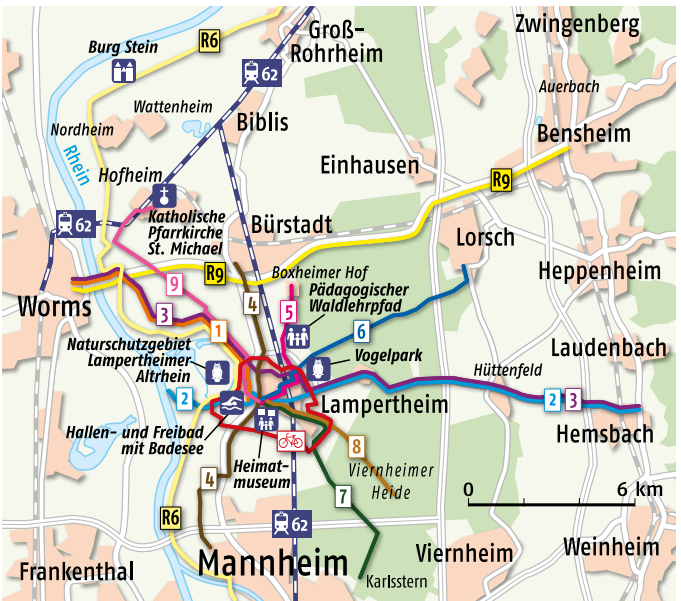 Zwingenberg
Groß-
Rohrheim
R6
Burg Stein
62
Auerbach
Wattenheim
Biblis
Bensheim
Nordheim
Rhein
Einhausen
Hofheim
R9
Katholische
Pfarrkirche
St. Michael
62
Bürstadt
Lorsch
R9
Boxheimer Hof
Heppenheim
9
4
Pädagogischer
Waldlehrpfad
Worms
3
5
6
1
Naturschutzgebiet
Lampertheimer
Altrhein
Vogelpark
Laudenbach
Hüttenfeld
2
2
3
Lampertheim
Hemsbach
Hallen- und Freibad
mit Badesee
8
4
Heimat-
museum
Viernheimer
Heide
0
6 km
7
R6
62
Mannheim
Viernheim
Weinheim
Frankenthal
Karlsstern